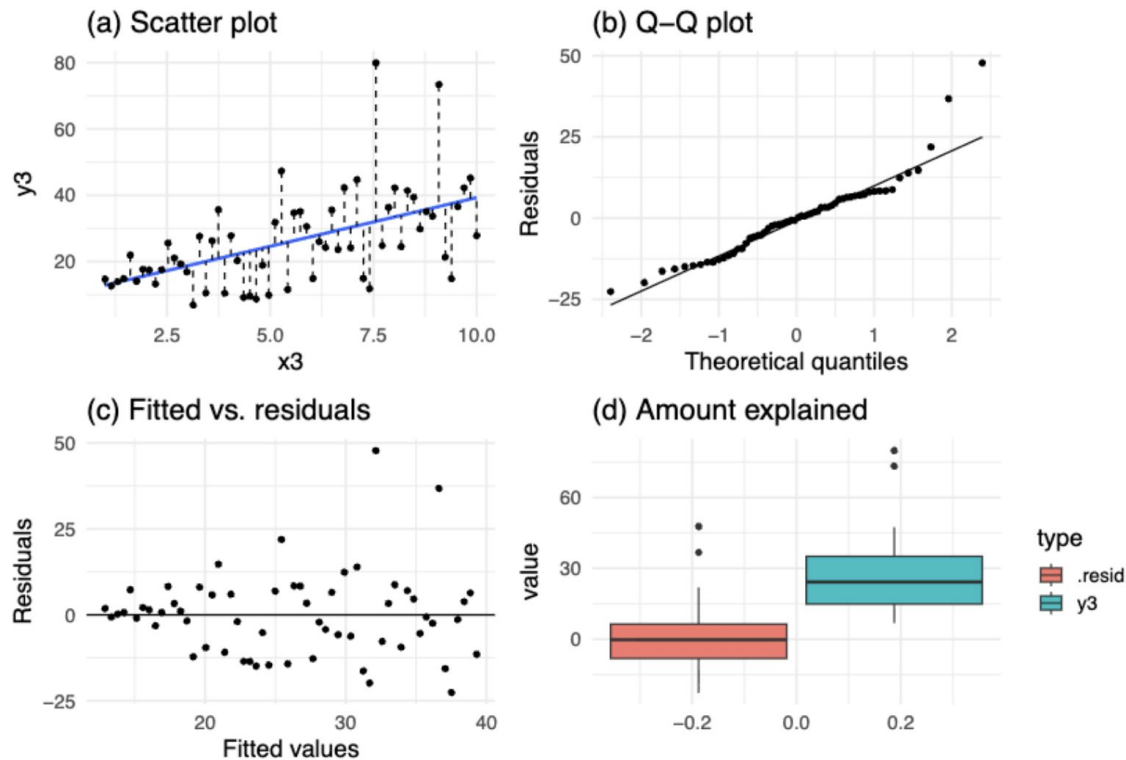 (a) Scatter plot
80
60
40
20
y3
2.5 5.0 7.5 10.0
x3
(b) Q−Q plot
50
25
0
−25
Residuals
−2 −1 0 1 2
Theoretical quantiles
(c) Fitted vs. residuals
50
25
0
−25
Residuals
20 30 40
Fitted values
(d) Amount explained
60
30
0
value
−0.2 0.0 0.2
type
.resid
y3